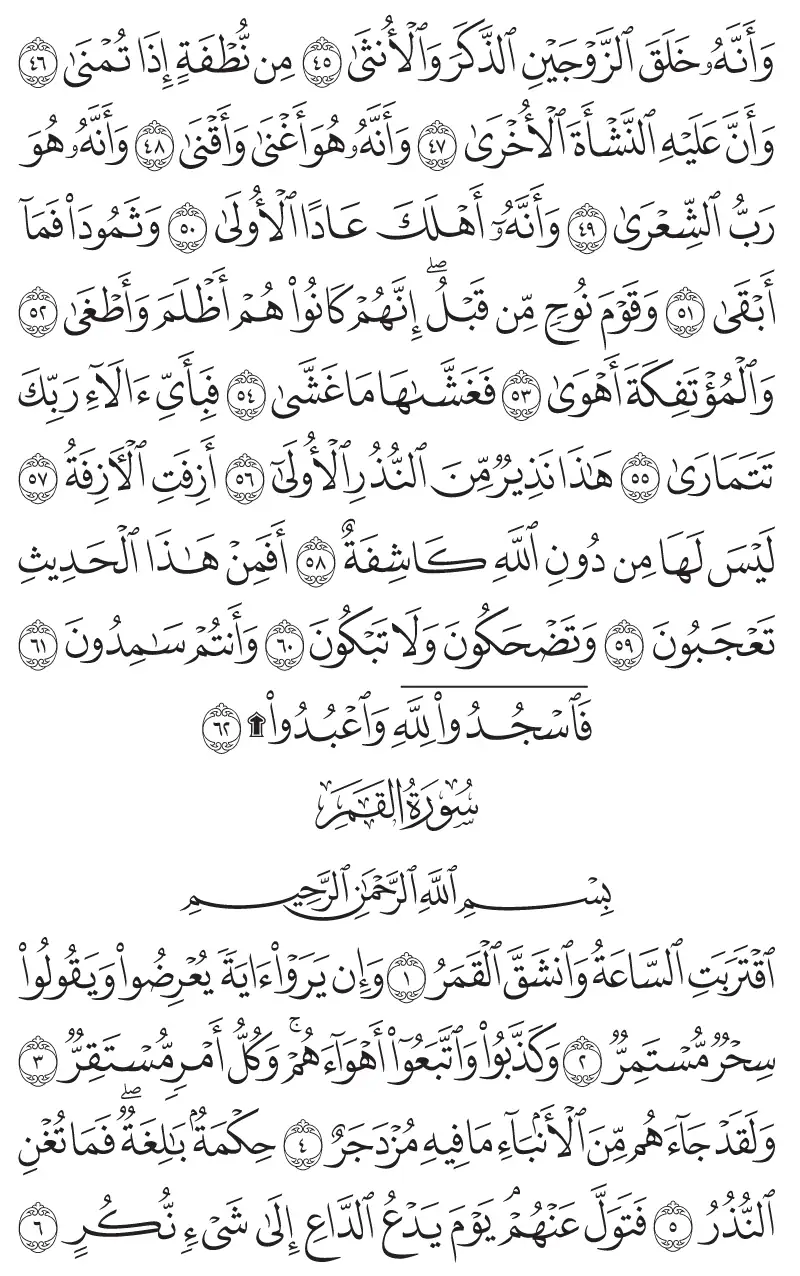 وَأَنَّهُۥ خَلَقَ ٱلزَّوْجَيْنِ ٱلذَّكَرَ وَٱلْأُنثَىٰ ٤٥ مِن نُّطْفَةٍ إِذَا تُمْنَىٰ ٤٦
وَأَنَّ عَلَيْهِ ٱلنَّشْأَةَ ٱلْأُخْرَىٰ ٤٧ وَأَنَّهُۥ هُوَ أَغْنَىٰ وَأَقْنَىٰ ٤٨ وَأَنَّهُۥ هُوَ
رَبُّ ٱلشِّعْرَىٰ ٤٩ وَأَنَّهُۥٓ أَهْلَكَ عَادًا ٱلْأُولَىٰ ٥٠ وَثَمُودَا۟ فَمَآ
أَبْقَىٰ ٥١ وَقَوْمَ نُوحٍ مِّن قَبْلُ ۖ إِنَّهُمْ كَانُوا۟ هُمْ أَظْلَمَ وَأَطْغَىٰ ٥٢
وَٱلْمُؤْتَفِكَةَ أَهْوَىٰ ٥٣ فَغَشَّىٰهَا مَا غَشَّىٰ ٥٤ فَبِأَىِّ ءَالَآءِ رَبِّكَ
تَتَمَارَىٰ ٥٥ هَٰذَا نَذِيرٌ مِّنَ ٱلنُّذُرِ ٱلْأُولَىٰٓ ٥٦ أَزِفَتِ ٱلْءَازِفَةُ ٥٧
لَيْسَ لَهَا مِن دُونِ ٱللَّهِ كَاشِفَةٌ ٥٨ أَفَمِنْ هَٰذَا ٱلْحَدِيثِ
تَعْجَبُونَ ٥٩ وَتَضْحَكُونَ وَلَا تَبْكُونَ ٦٠ وَأَنتُمْ سَٰمِدُونَ ٦١
فَٱسْجُدُوا۟ لِلَّهِ وَٱعْبُدُوا۟ ۩ ٦٢
سُورَةُ القَمَرِ
بِسْمِ ٱللَّهِ ٱلرَّحْمَٰنِ ٱلرَّحِيمِ
ٱقْتَرَبَتِ ٱلسَّاعَةُ وَٱنشَقَّ ٱلْقَمَرُ ١ وَإِن يَرَوْا۟ ءَايَةً يُعْرِضُوا۟ وَيَقُولُوا۟
سِحْرٌ مُّسْتَمِرٌّ ٢ وَكَذَّبُوا۟ وَٱتَّبَعُوٓا۟ أَهْوَآءَهُمْ ۚ وَكُلُّ أَمْرٍ مُّسْتَقِرٌّ ٣
وَلَقَدْ جَآءَهُم مِّنَ ٱلْأَنۢبَآءِ مَا فِيهِ مُزْدَجَرٌ ٤ حِكْمَةٌۢ بَٰلِغَةٌ ۖ فَمَا تُغْنِ
ٱلنُّذُرُ ٥ فَتَوَلَّ عَنْهُمْ ۘ يَوْمَ يَدْعُ ٱلدَّاعِ إِلَىٰ شَىْءٍ نُّكُرٍ ٦